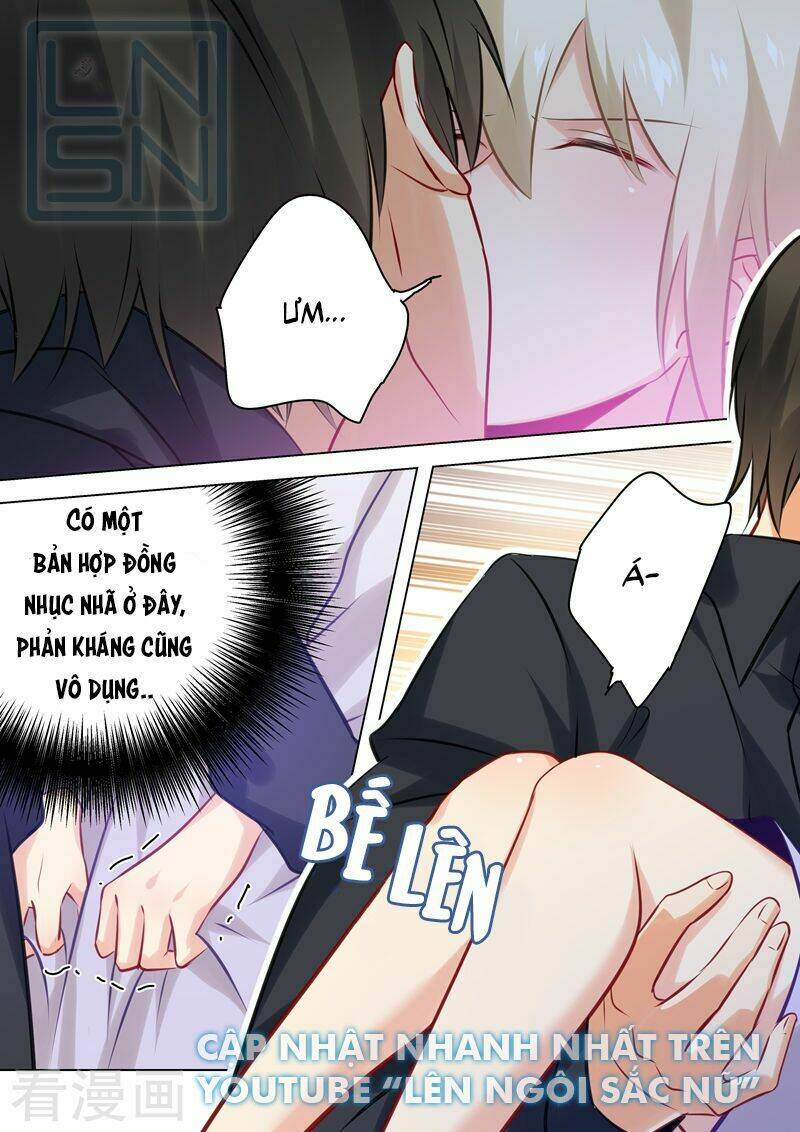 LN
SN
ƯM...
Á-
CÓ MỘT
BẢN HỢP ĐỒNG
NHỤC NHÃ Ở ĐÂY,
PHẢN KHÁNG CŨNG
VÔ DỤNG..
BẾ LÊN
CẬP NHẬT NHANH NHẤT TRÊN
YOUTUBE “LÊN NGÔI SẮC NỮ”
看漫画